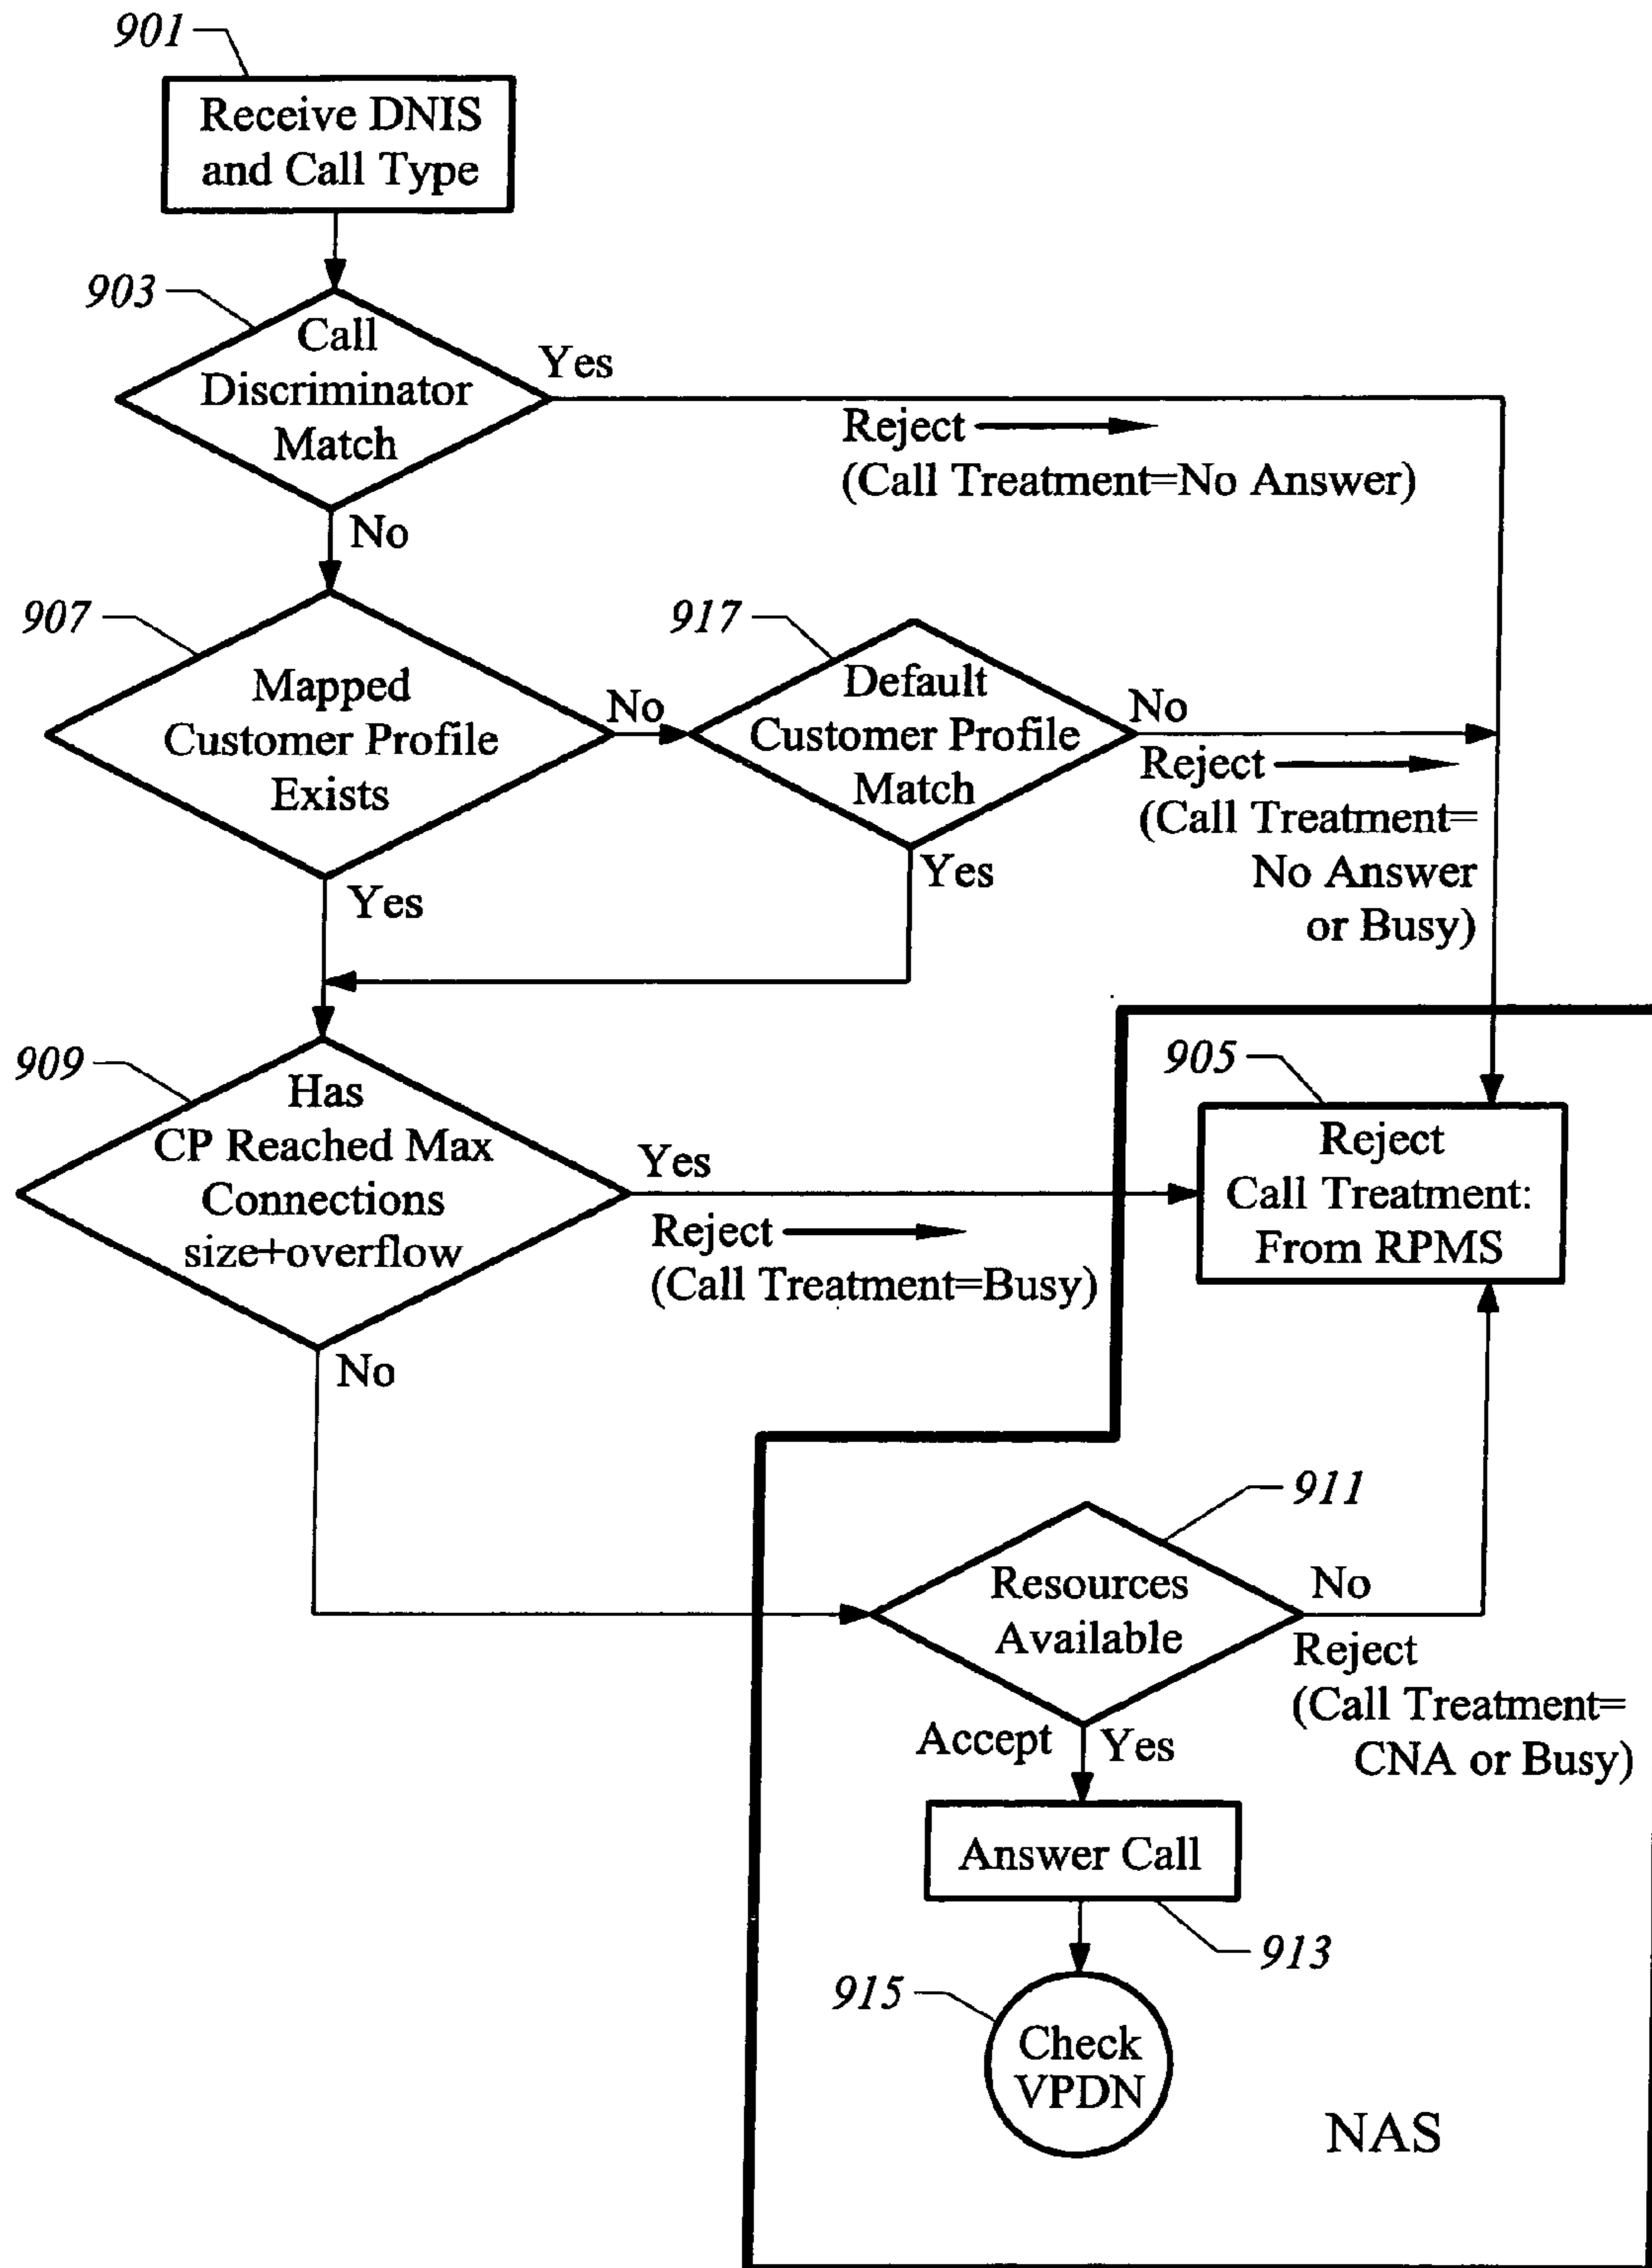 901
Receive DNIS
and Call Type
903
Call
Discriminator
Match
Yes
Reject
(Call Treatment=No Answer)
No
907
Mapped
Customer Profile
Exists
No
917
Default
Customer Profile
Match
No
Reject
(Call Treatment=
No Answer
or Busy)
Yes
Yes
909
Has
CP Reached Max
Connections
size+overflow
Yes
Reject
(Call Treatment=Busy)
905
Reject
Call Treatment:
From RPMS
No
911
Resources
Available
No
Reject
(Call Treatment=
CNA or Busy)
Accept
Yes
Answer Call
913
915
Check
VPDN
NAS